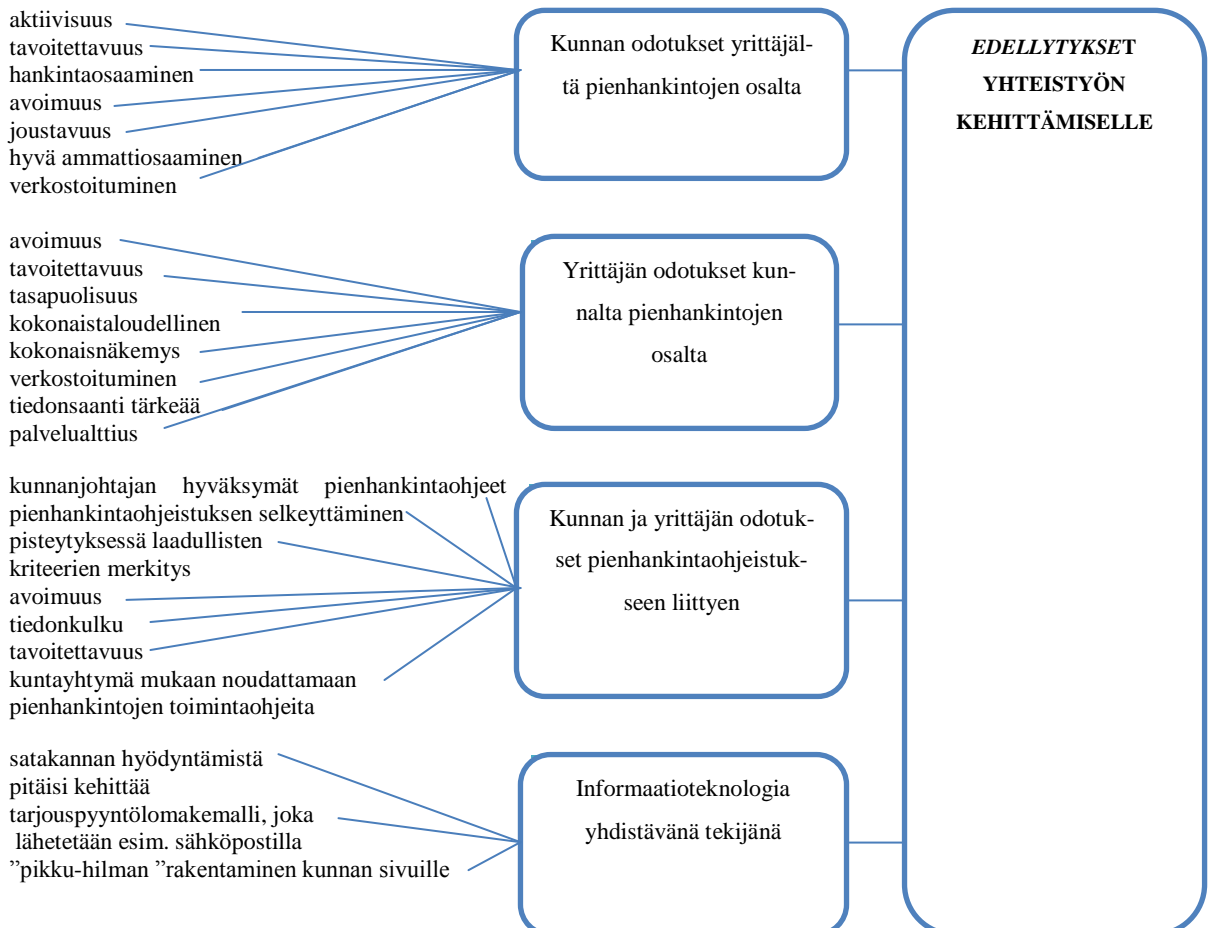 aktiivisuus
tavoitettavuus
hankintaosaaminen
avoimuus
joustavuus
hyvä ammattiosaaminen
verkostoituminen
Kunnan odotukset yrittäjäl-
tä pienhankintojen osalta
EDELLYTYKSET
YHTEISTYÖN
KEHITTÄMISELLE
avoimuus
tavoitettavuus
tasapuolisuus
kokonaistaloudellinen
kokonaisnäkemys
verkostoituminen
tiedonsaanti tärkeää
palvelualttius
Yrittäjän odotukset kun-
nalta pienhankintojen
osalta
kunnanjohtajan hyväksymät pienhankintaohjeet
pienhankintaohjeistuksen selkeyttäminen
pisteytyksessä laadullisten
kriteerien merkitys
avoimuus
tiedonkulku
tavoitettavuus
kuntayhtymä mukaan noudattamaan
pienhankintojen toimintaohjeita
Kunnan ja yrittäjän odotuk-
set pienhankintaohjeistuk-
seen liittyen
satakannan hyödyntämistä
pitäisi kehittää
tarjouspyyntölomakemalli, joka
lähetetään esim. sähköpostilla
”pikku-hilman ”rakentaminen kunnan sivuille
Informaatioteknologia
yhdistävänä tekijänä